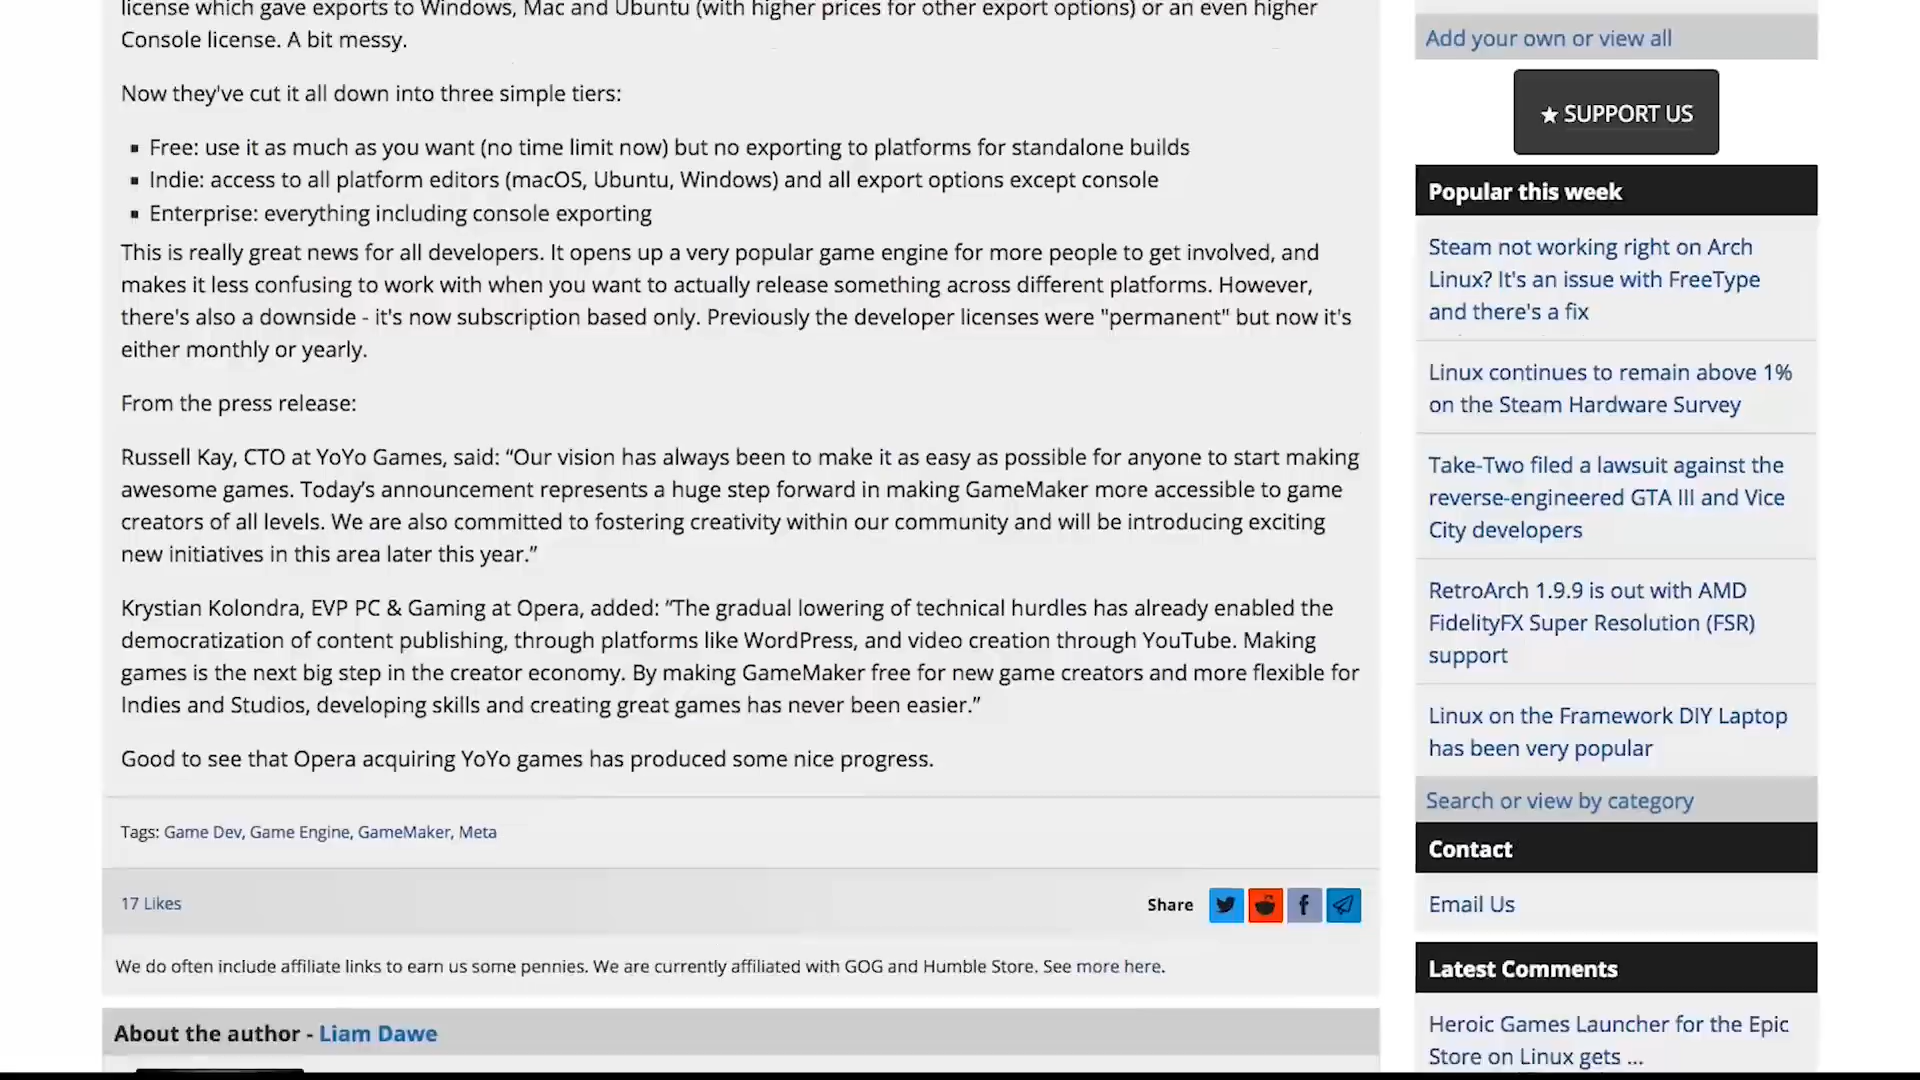 license which gave exports to Windows, Mac and Ubuntu (with higher prices for other export options) or an even higher
Console license. A bit messy.
Now they've cut it all down into three simple tiers:
▪ Free: use it as much as you want (no time limit now) but no exporting to platforms for standalone builds
▪ Indie: access to all platform editors (macOS, Ubuntu, Windows) and all export options except console
▪ Enterprise: everything including console exporting
This is really great news for all developers. It opens up a very popular game engine for more people to get involved, and
makes it less confusing to work with when you want to actually release something across different platforms. However,
there's also a downside - it's now subscription based only. Previously the developer licenses were "permanent" but now it's
either monthly or yearly.
From the press release:
Russell Kay, CTO at YoYo Games, said: “Our vision has always been to make it as easy as possible for anyone to start making
awesome games. Today’s announcement represents a huge step forward in making GameMaker more accessible to game
creators of all levels. We are also committed to fostering creativity within our community and will be introducing exciting
new initiatives in this area later this year.”
Krystian Kolondra, EVP PC & Gaming at Opera, added: “The gradual lowering of technical hurdles has already enabled the
democratization of content publishing, through platforms like WordPress, and video creation through YouTube. Making
games is the next big step in the creator economy. By making GameMaker free for new game creators and more flexible for
Indies and Studios, developing skills and creating great games has never been easier.”
Good to see that Opera acquiring YoYo games has produced some nice progress.
Tags: Game Dev, Game Engine, GameMaker, Meta
17 Likes
Share
We do often include affiliate links to earn us some pennies. We are currently affiliated with GOG and Humble Store. See more here.
About the author - Liam Dawe
Add your own or view all
★ SUPPORT US
Popular this week
Steam not working right on Arch
Linux? It's an issue with FreeType
and there's a fix
Linux continues to remain above 1%
on the Steam Hardware Survey
Take-Two filed a lawsuit against the
reverse-engineered GTA III and Vice
City developers
RetroArch 1.9.9 is out with AMD
FidelityFX Super Resolution (FSR)
support
Linux on the Framework DIY Laptop
has been very popular
Search or view by category
Contact
Email Us
Latest Comments
Heroic Games Launcher for the Epic
Store on Linux gets ...